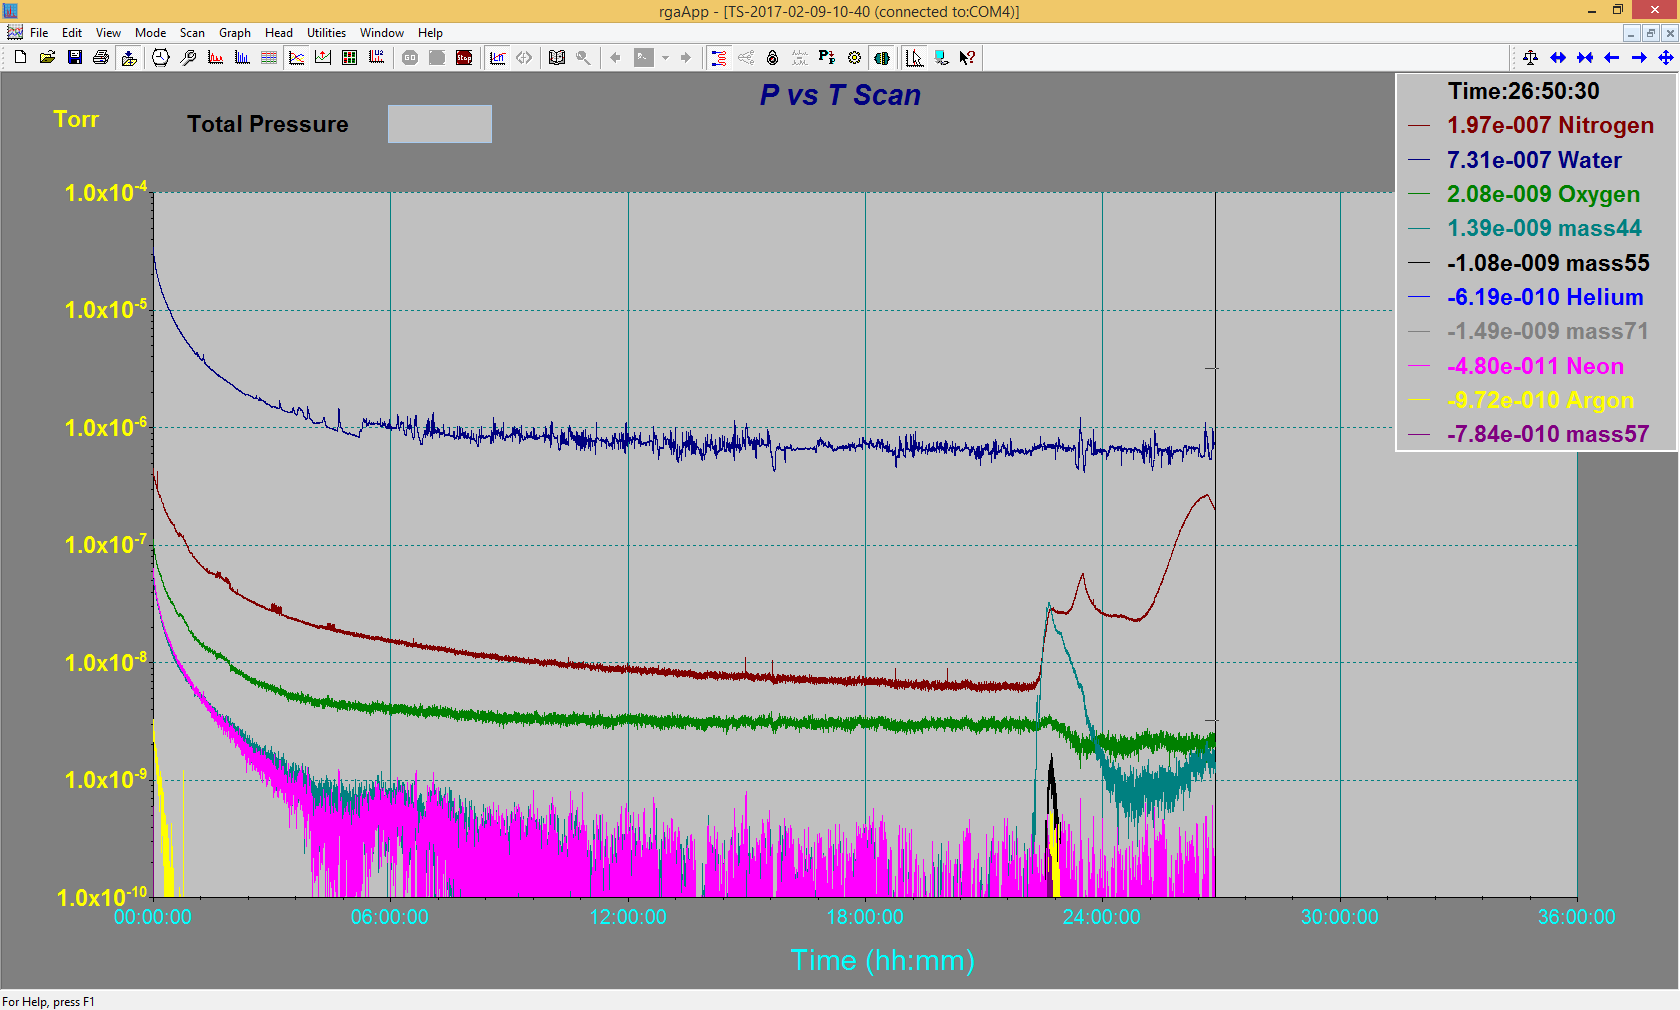 rgaApp - [TS-2017-02-09-10-40 (connected to:COM4)]
File Edit View Mode Scan Graph Head Utilities Window Help
GO Stop
P vs T Scan
Torr
Total Pressure
Time:26:50:30
1.97e-007 Nitrogen
7.31e-007 Water
2.08e-009 Oxygen
1.39e-009 mass44
-1.08e-009 mass55
-6.19e-010 Helium
-1.49e-009 mass71
-4.80e-011 Neon
-9.72e-010 Argon
-7.84e-010 mass57
1.0x10-4
1.0x10-5
1.0x10-6
1.0x10-7
1.0x10-8
1.0x10-9
1.0x10-10
00:00:00 06:00:00 12:00:00 18:00:00 24:00:00 30:00:00 36:00:00
Time (hh:mm)
For Help, press F1